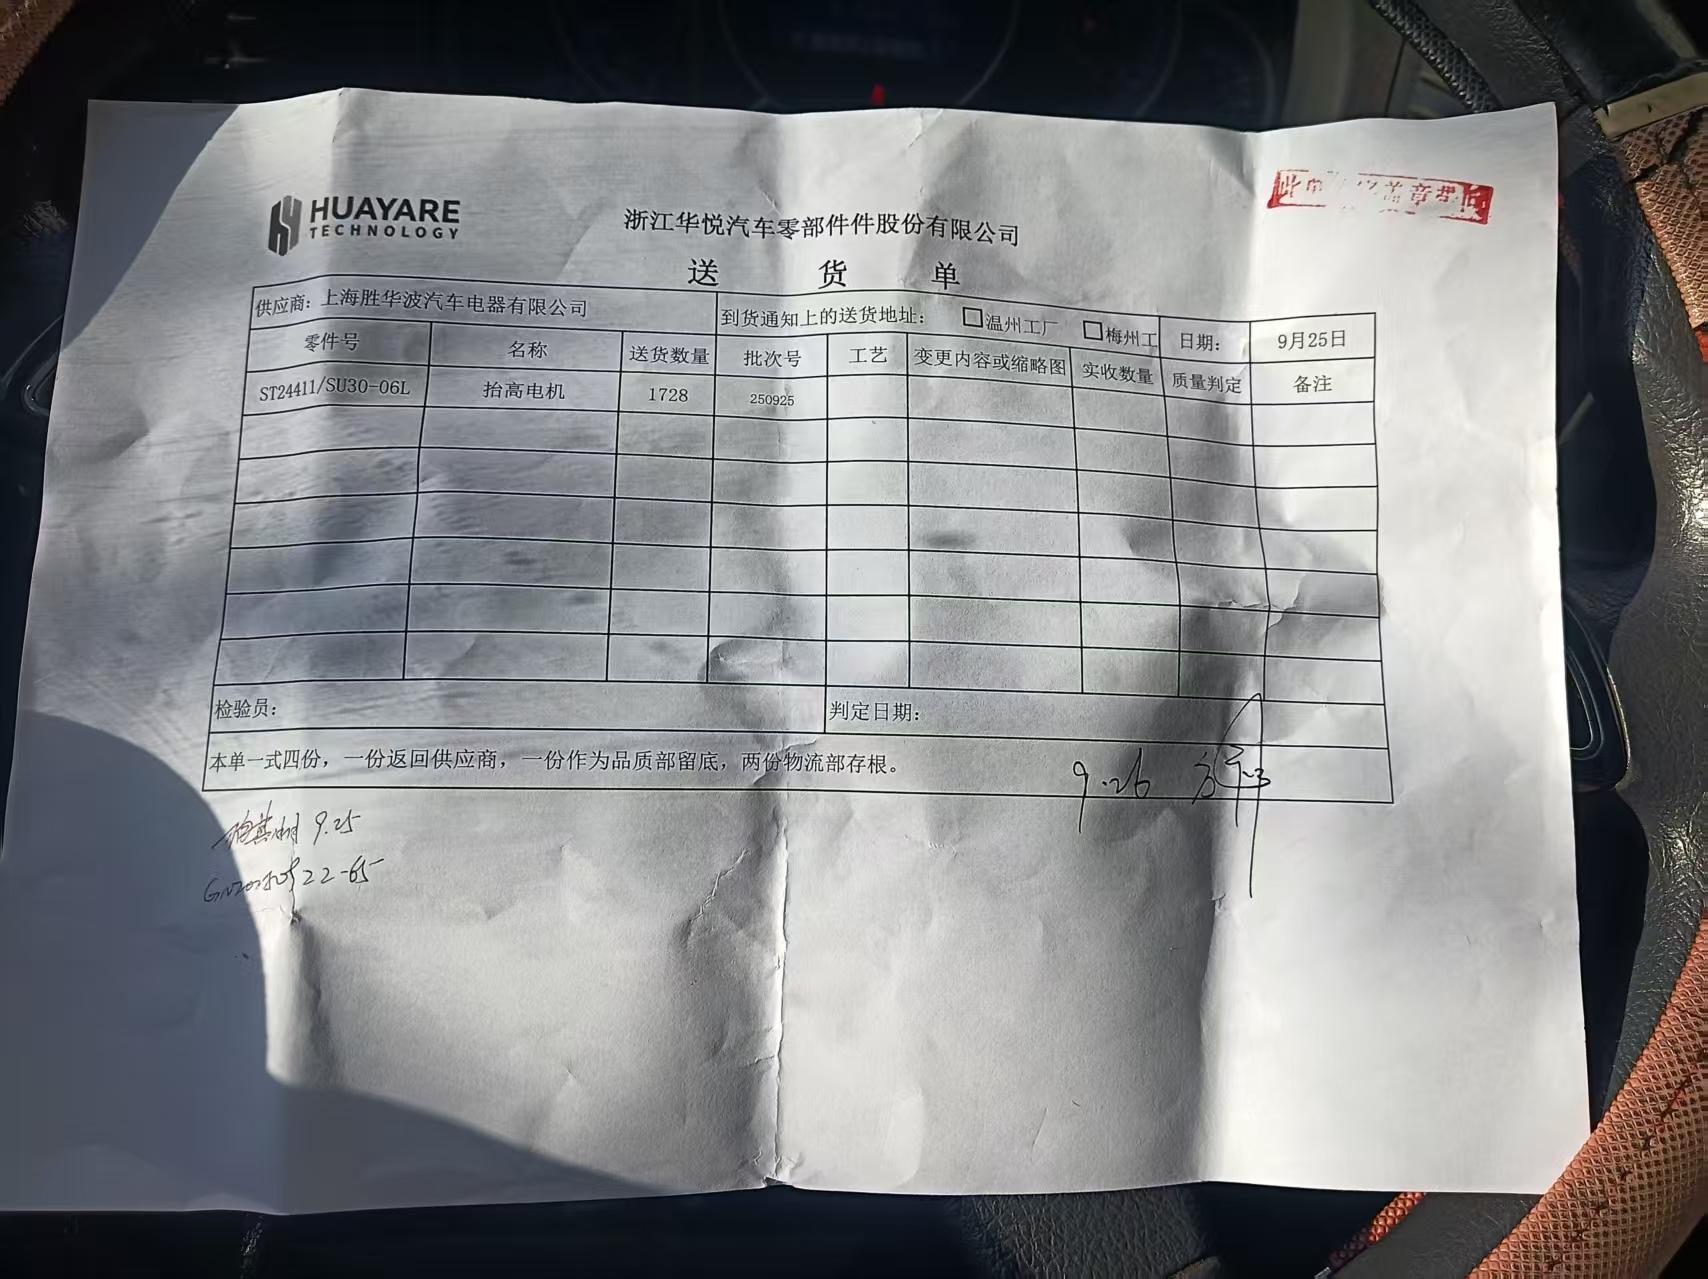 HUAYARE
TECHNOLOGY
浙江华悦汽车零部件件股份有限公司
送 货 单
供应商：上海胜华波汽车电器有限公司 到货通知上的送货地址： □温州工厂 □梅州工 日期： 9月25日
零件号 名称 送货数量 批次号 工艺 变更内容或缩略图 实收数量 质量判定 备注
ST24411/SU30-06L 抬高电机 1728 250925
检验员： 判定日期：
本单一式四份，一份返回供应商，一份作为品质部留底，两份物流部存根。
9.26
9.25
22-65